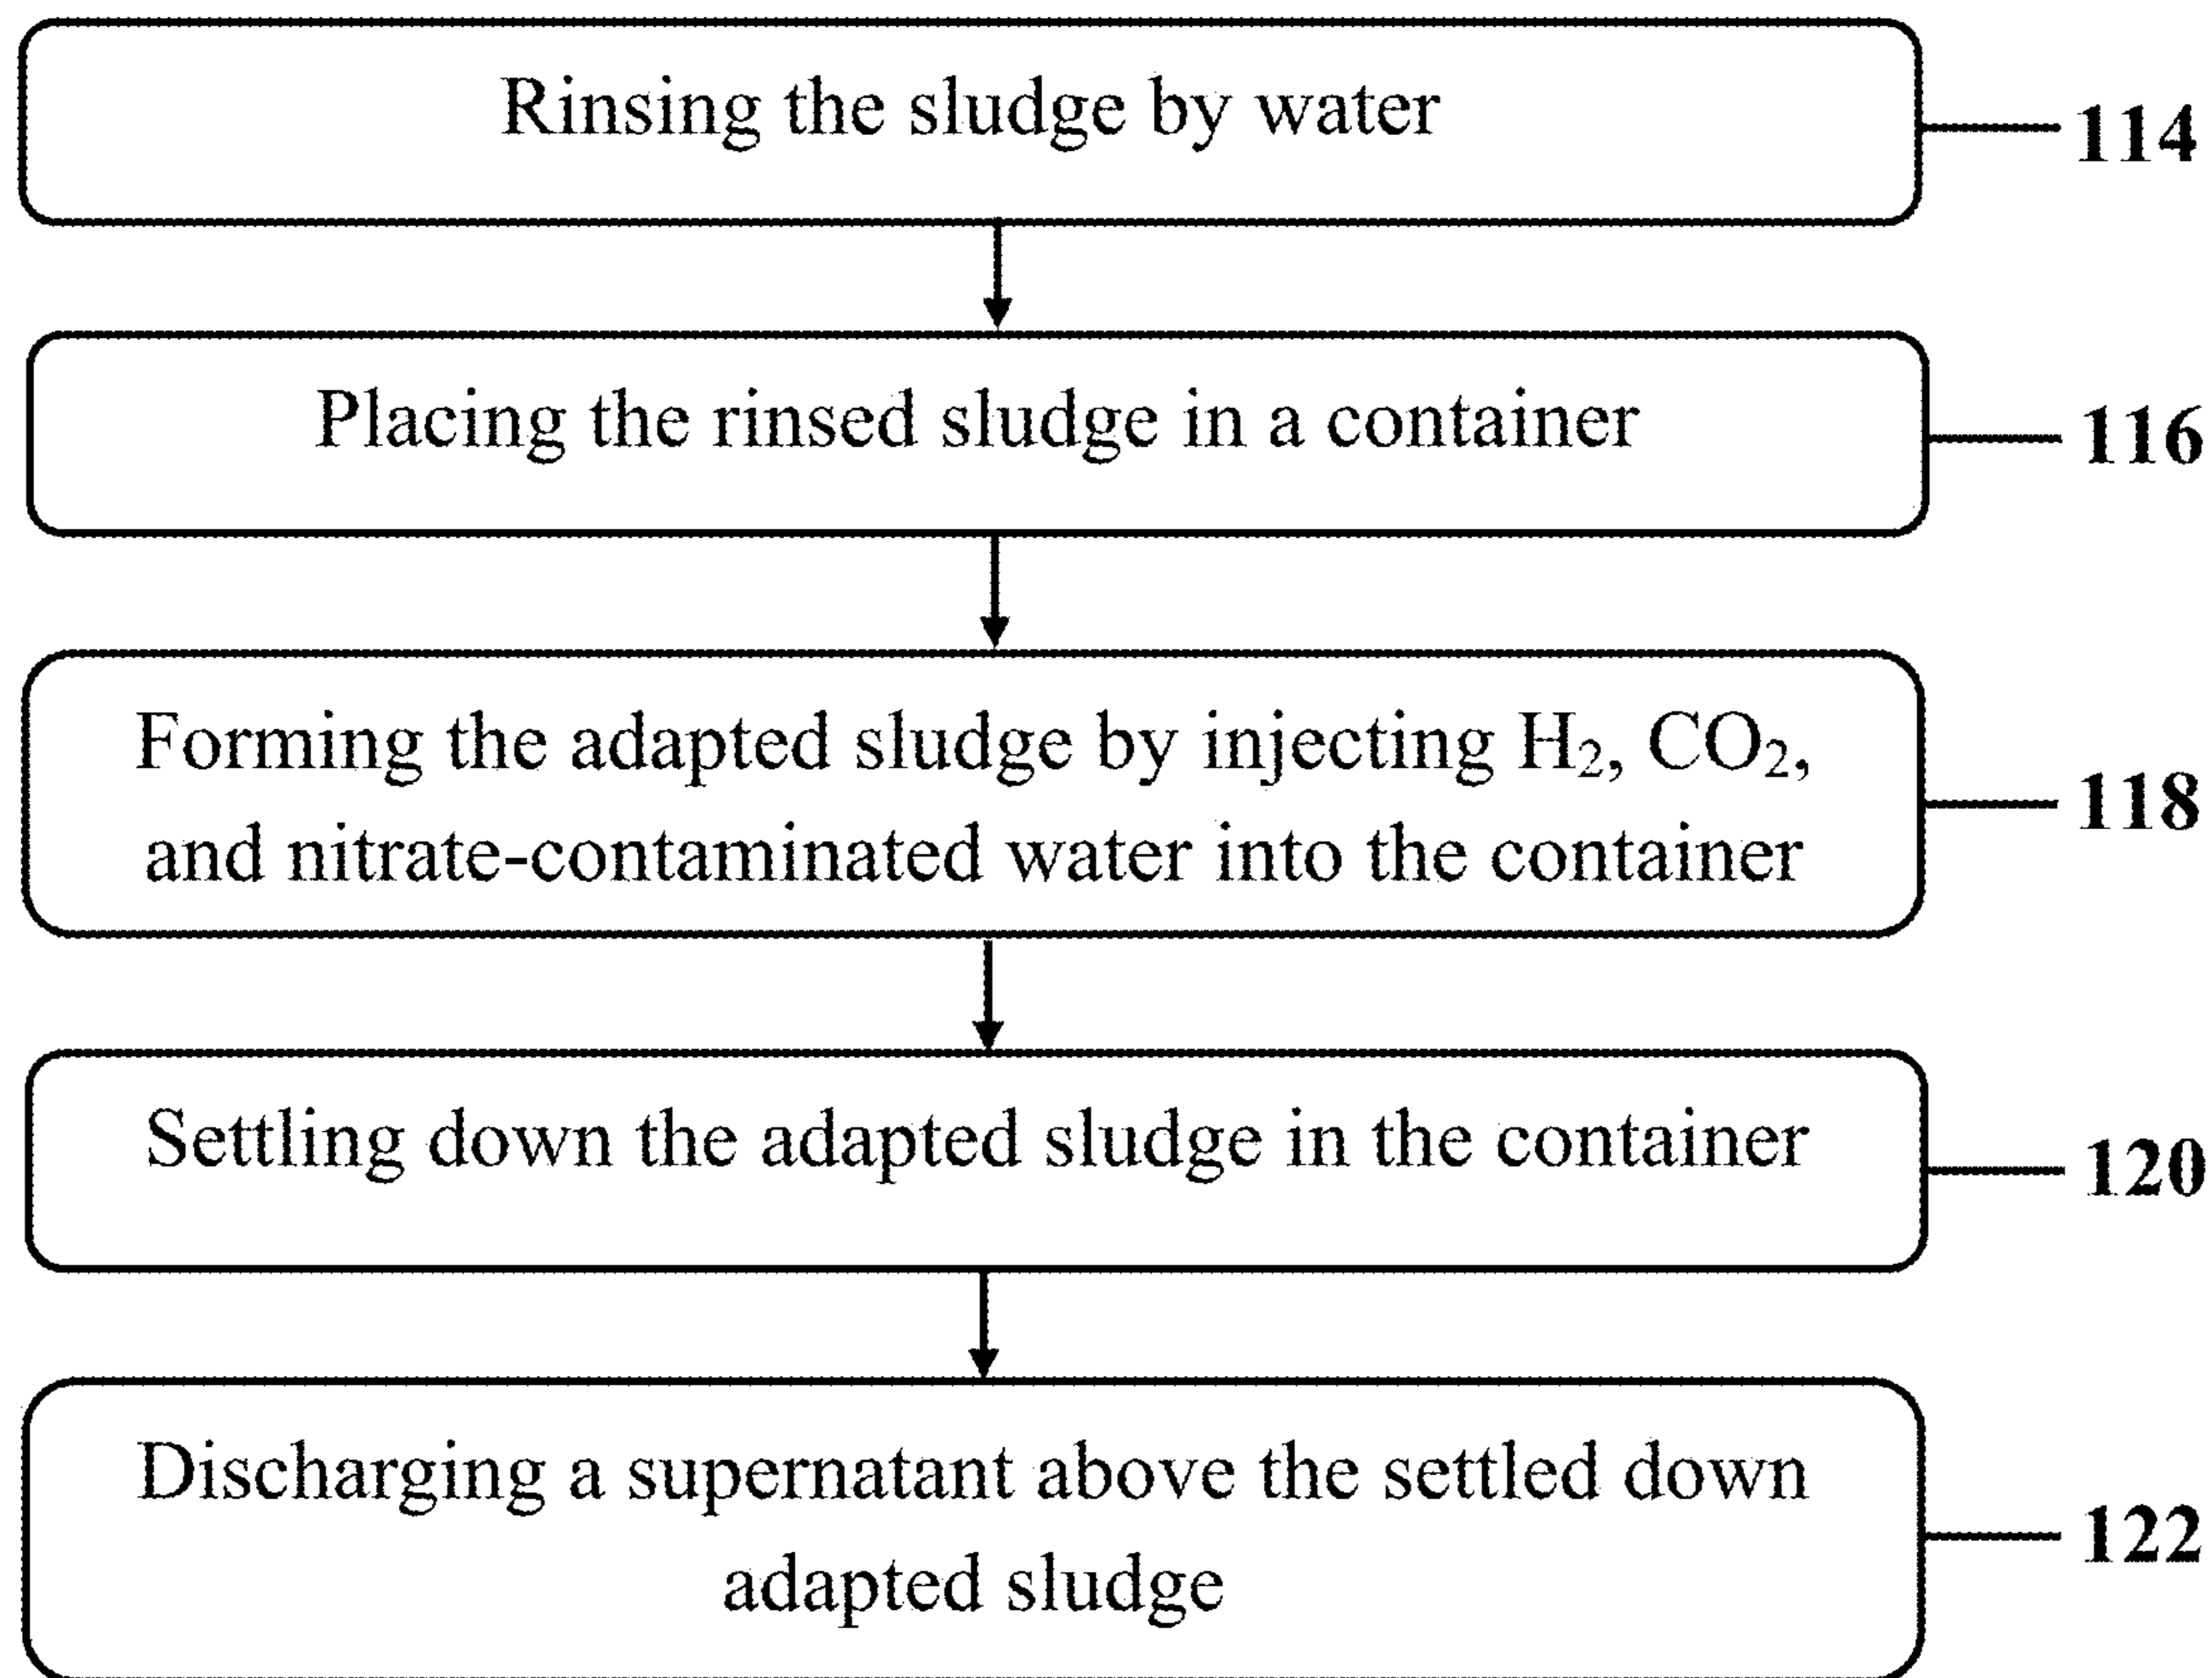 Rinsing the sludge by water
114
Placing the rinsed sludge in a container
116
Forming the adapted sludge by injecting H₂, CO₂,
and nitrate-contaminated water into the container
118
Settling down the adapted sludge in the container
120
Discharging a supernatant above the settled down
adapted sludge
122